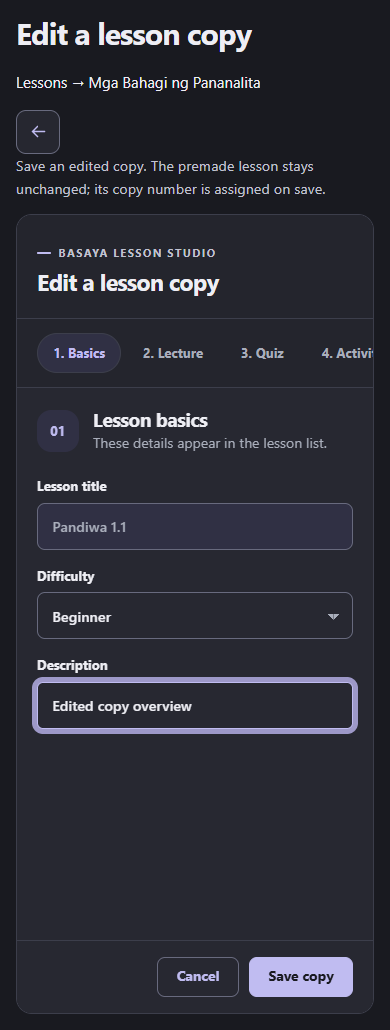 Edit a lesson copy
Lessons → Mga Bahagi ng Pananalita
←
Save an edited copy. The premade lesson stays
unchanged; its copy number is assigned on save.
— BASAYA LESSON STUDIO
Edit a lesson copy
1. Basics 2. Lecture 3. Quiz 4. Activi
01
Lesson basics
These details appear in the lesson list.
Lesson title
Pandiwa 1.1
Difficulty
Beginner
Description
Edited copy overview
Cancel Save copy